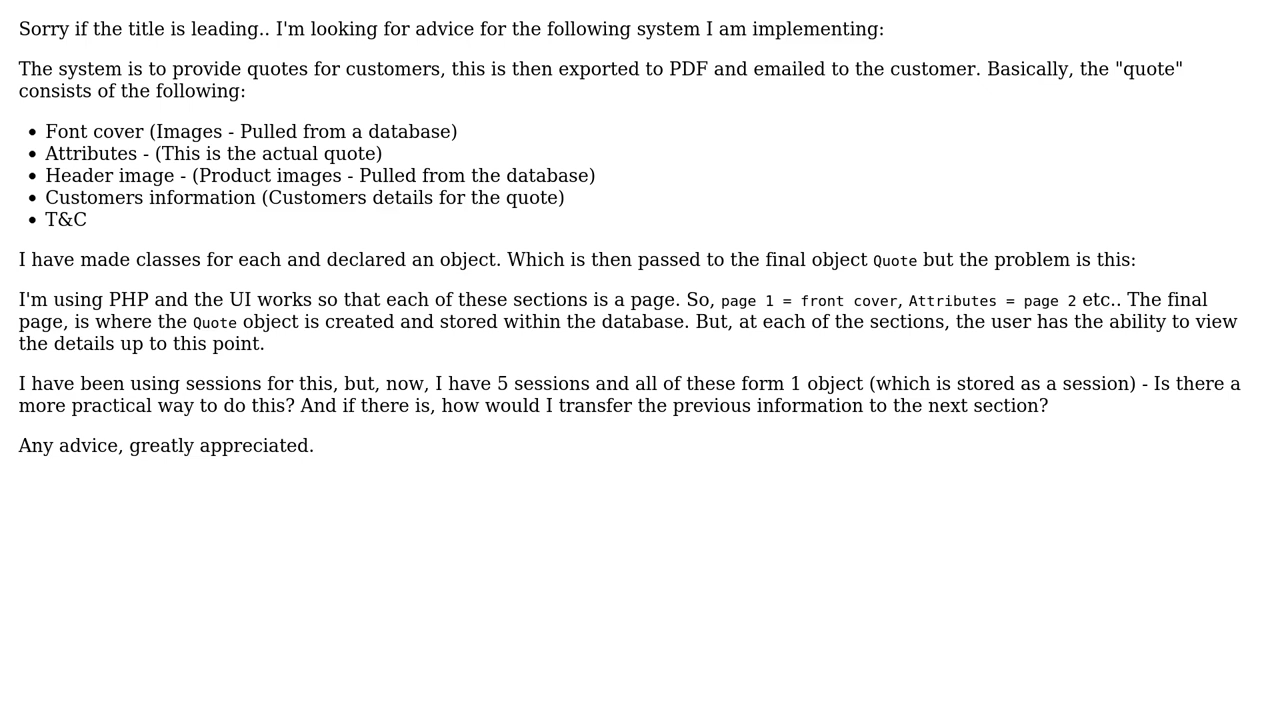 Sorry if the title is leading.. I'm looking for advice for the following system I am implementing:
The system is to provide quotes for customers, this is then exported to PDF and emailed to the customer. Basically, the "quote"
consists of the following:
• Font cover (Images - Pulled from a database)
• Attributes - (This is the actual quote)
• Header image - (Product images - Pulled from the database)
• Customers information (Customers details for the quote)
• T&C
I have made classes for each and declared an object. Which is then passed to the final object Quote but the problem is this:
I'm using PHP and the UI works so that each of these sections is a page. So, page 1 = front cover, Attributes = page 2 etc.. The final
page, is where the Quote object is created and stored within the database. But, at each of the sections, the user has the ability to view
the details up to this point.
I have been using sessions for this, but, now, I have 5 sessions and all of these form 1 object (which is stored as a session) - Is there a
more practical way to do this? And if there is, how would I transfer the previous information to the next section?
Any advice, greatly appreciated.